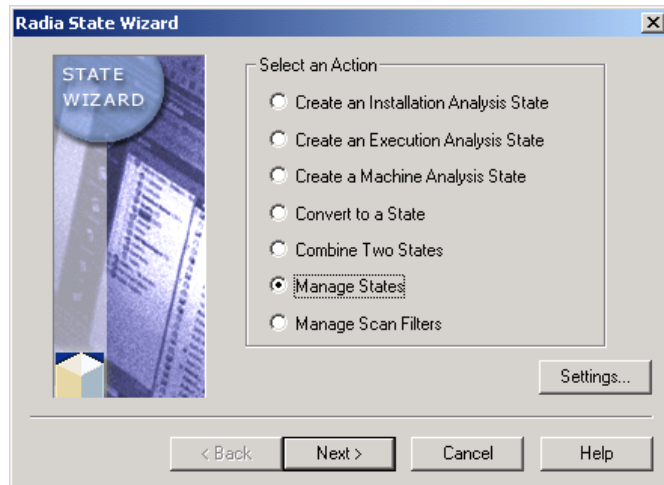 Radia State Wizard
STATE
WIZARD
Select an Action
Create an Installation Analysis State
Create an Execution Analysis State
Create a Machine Analysis State
Convert to a State
Combine Two States
Manage States
Manage Scan Filters
Settings...
< Back
Next >
Cancel
Help